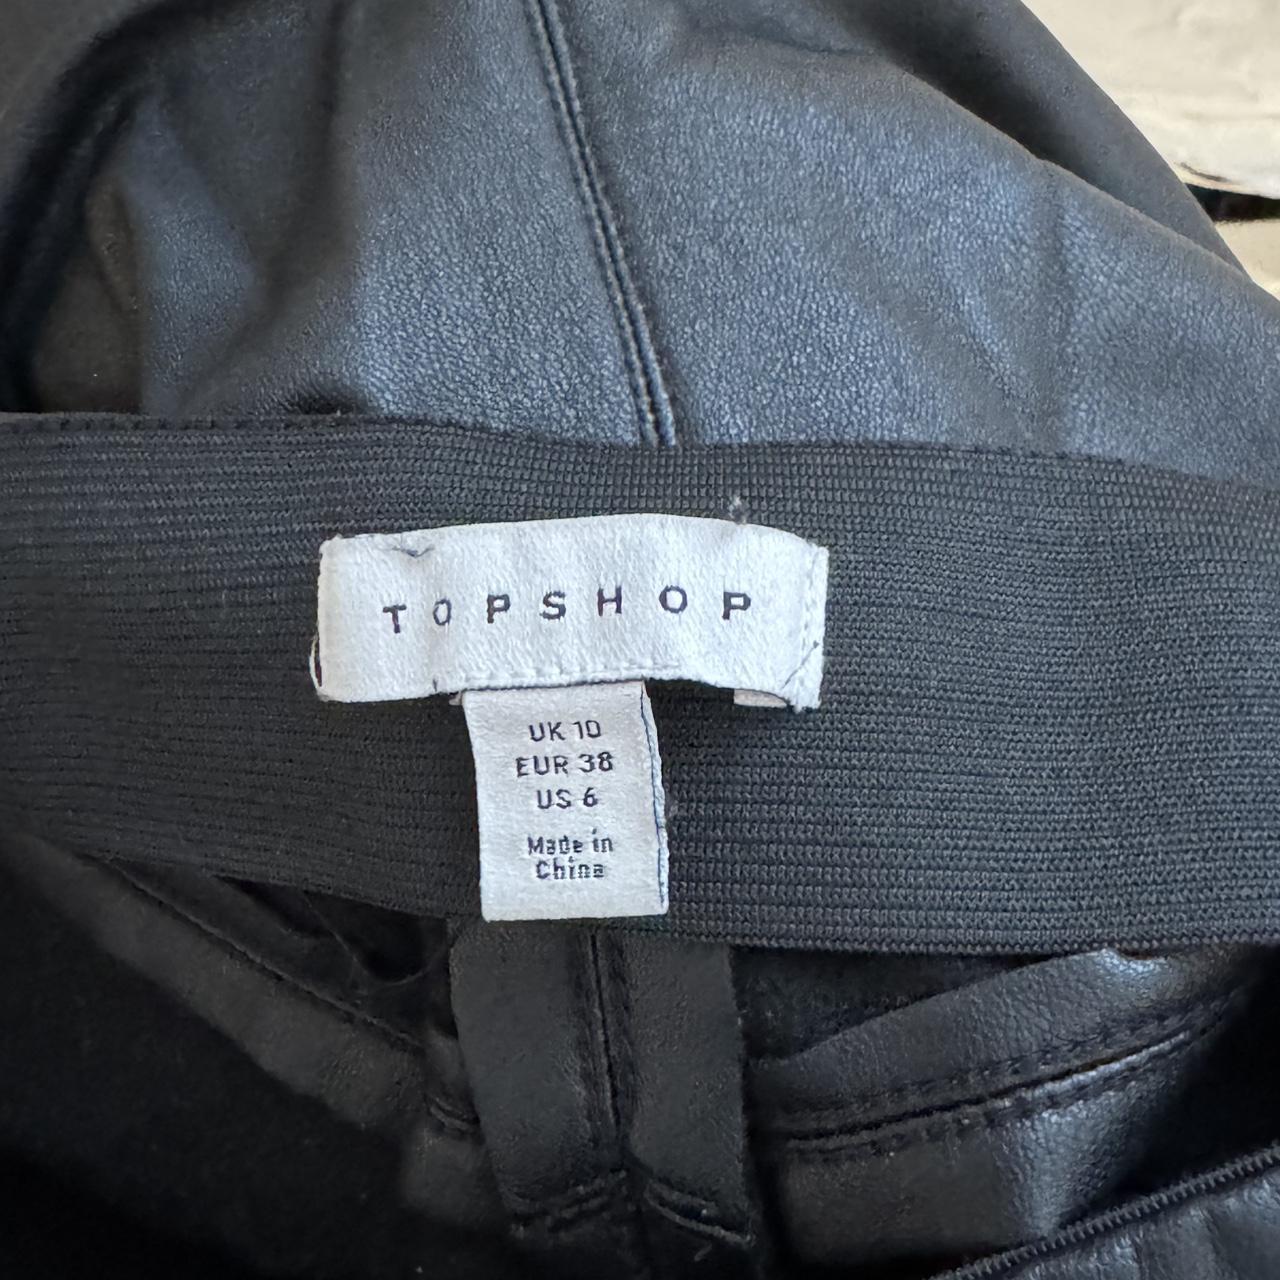 TOPSHOP
UK 10
EUR 38
US 6
Made in
China